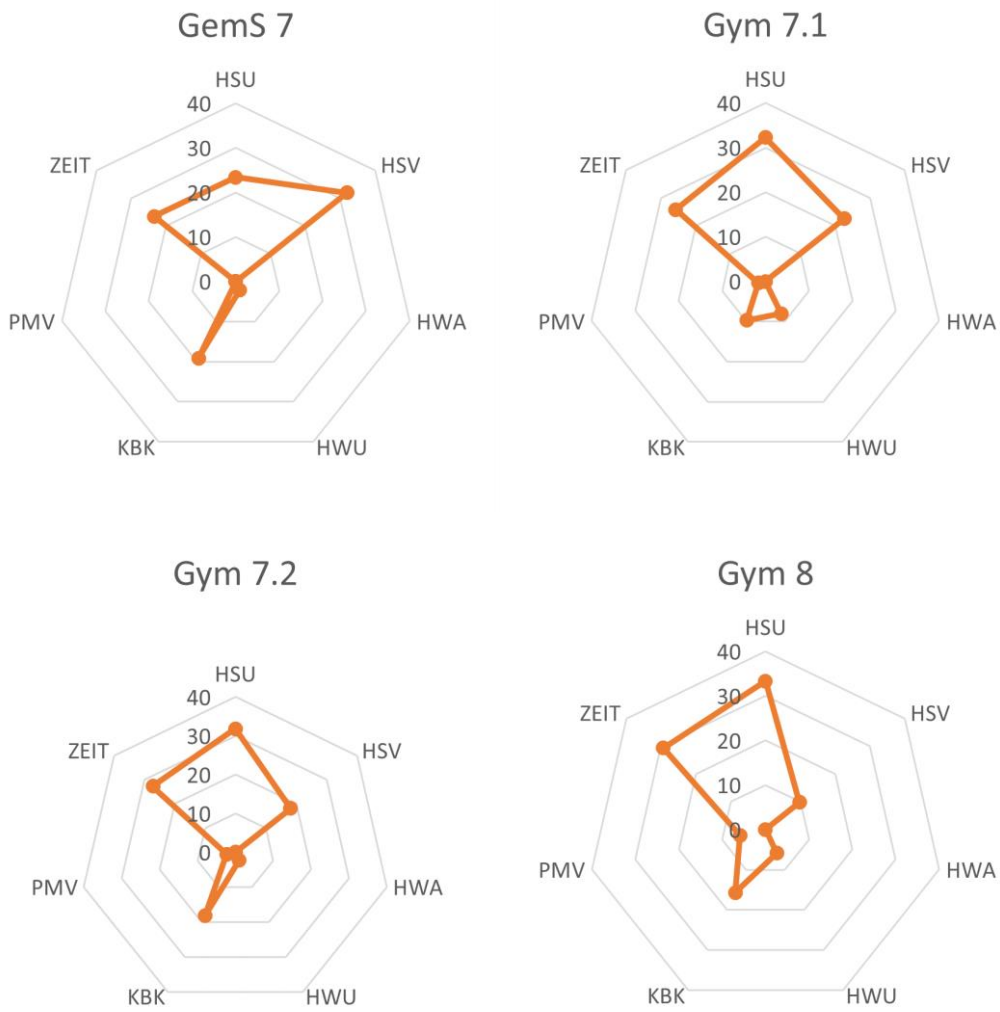 GemS 7
HSU
40
30
20
10
0
HSV
HWA
HWU
KBK
PMV
ZEIT
Gym 7.1
HSU
40
30
20
10
0
HSV
HWA
HWU
KBK
PMV
ZEIT
Gym 7.2
HSU
40
30
20
10
0
HSV
HWA
HWU
KBK
PMV
ZEIT
Gym 8
HSU
40
30
20
10
0
HSV
HWA
HWU
KBK
PMV
ZEIT